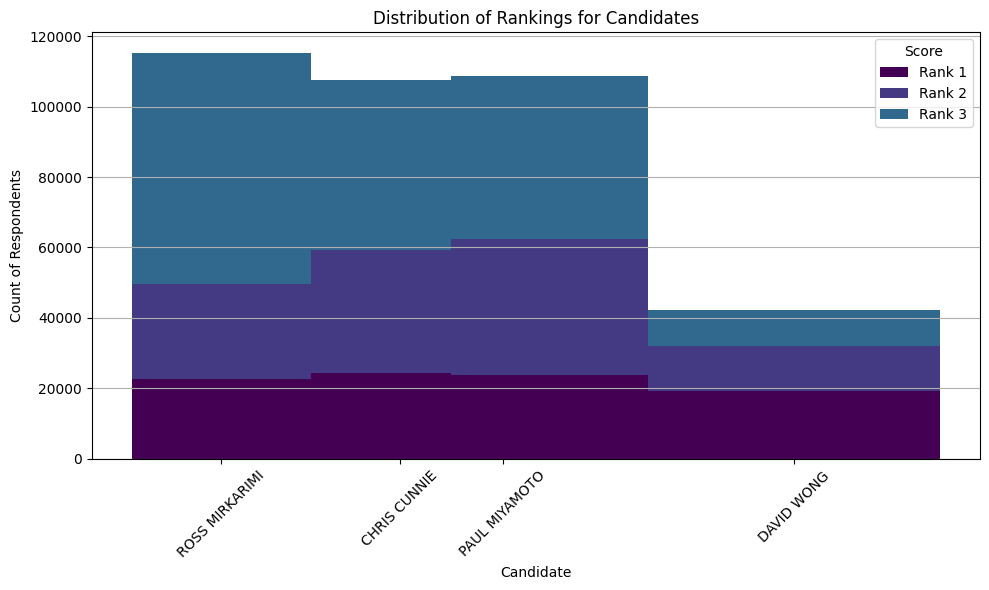 Distribution of Rankings for Candidates
Count of Respondents
120000
100000
80000
60000
40000
20000
0
Score
Rank 1
Rank 2
Rank 3
ROSS MIRKARIMI
CHRIS CUNNIE
PAUL MIYAMOTO
DAVID WONG
Candidate